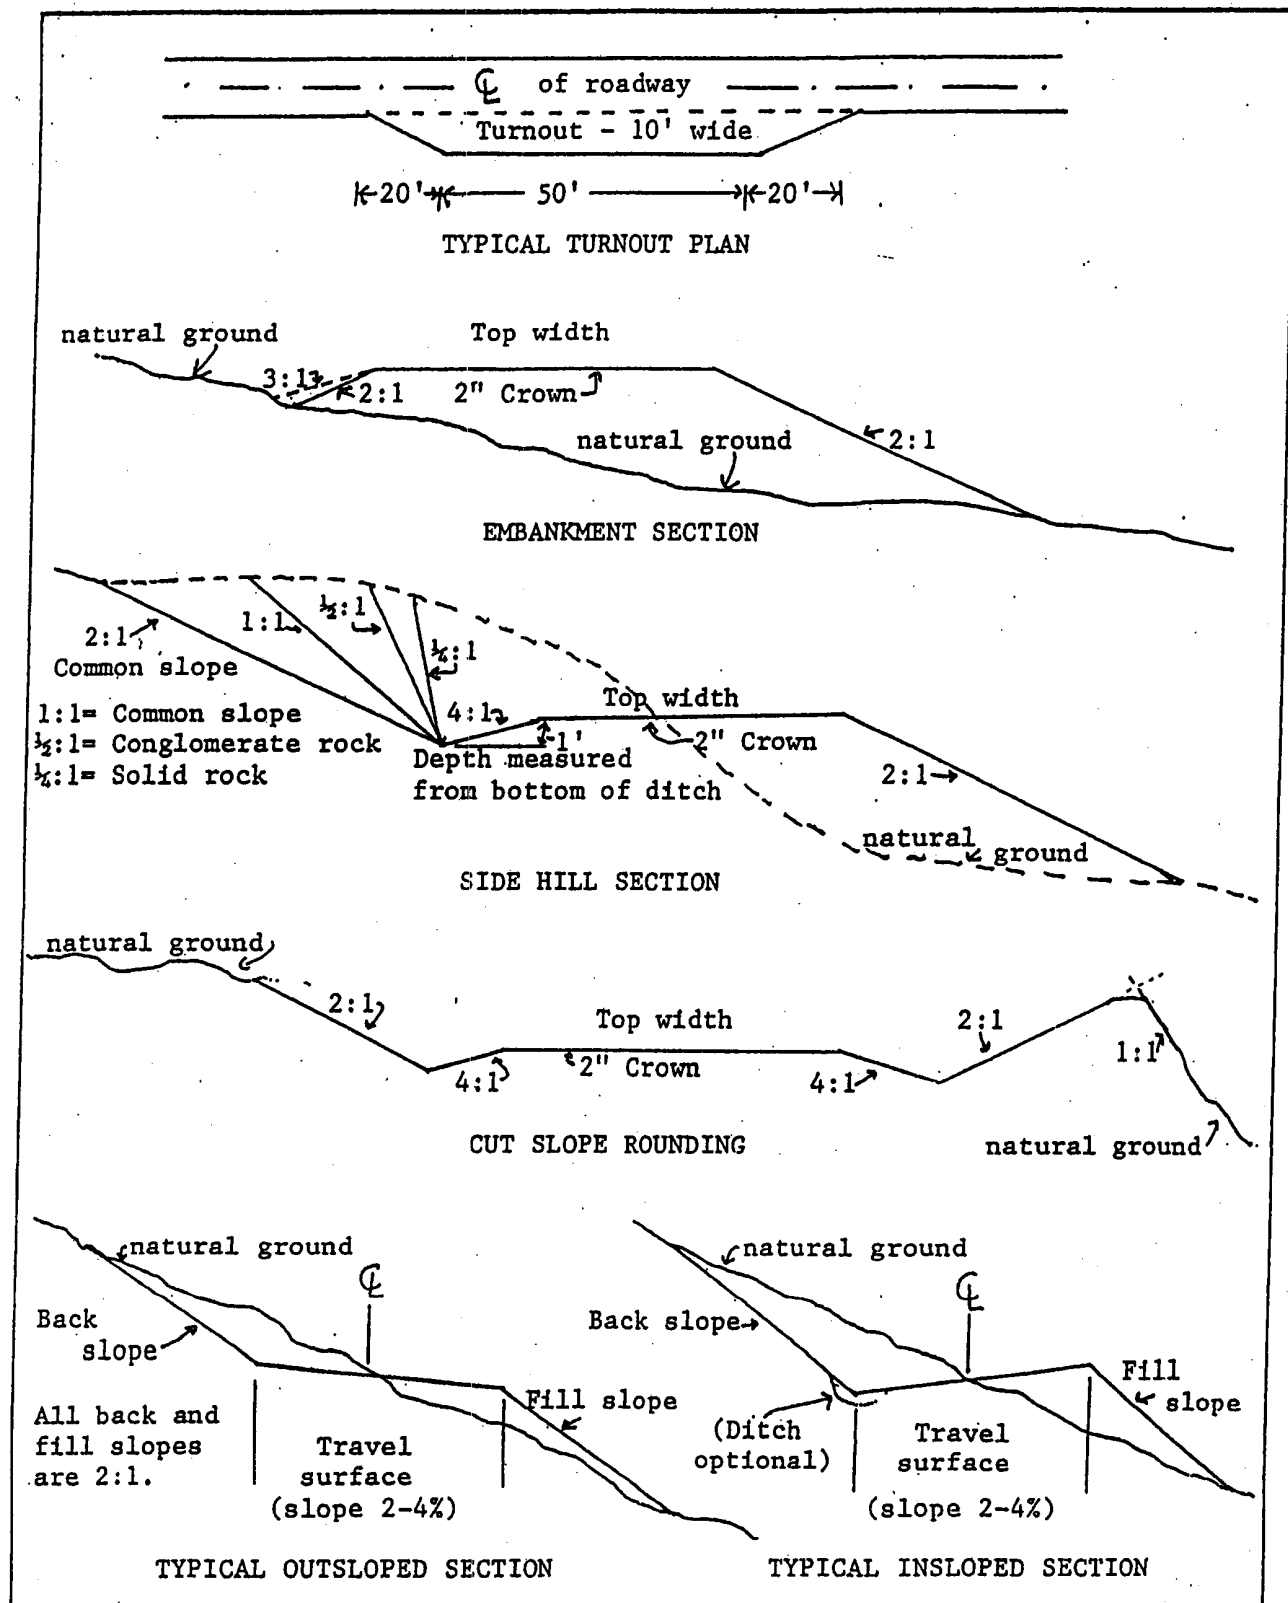 ℄ of roadway
Turnout - 10' wide
20' 50' 20'
TYPICAL TURNOUT PLAN
natural ground
Top width
3:1
2:1
2" Crown
natural ground
2:1
EMBANKMENT SECTION
2:1
Common slope
1:1
½:1
¼:1
1:1= Common slope
½:1= Conglomerate rock
¼:1= Solid rock
4:1
Top width
1'
2" Crown
Depth measured
from bottom of ditch
2:1
natural ground
SIDE HILL SECTION
natural ground
2:1
Top width
2:1
4:1
2" Crown
4:1
1:1
CUT SLOPE ROUNDING
natural ground
natural ground
℄
Back
slope
Fill slope
All back and
fill slopes
are 2:1.
Travel
surface
(slope 2-4%)
TYPICAL OUTSLOPED SECTION
natural ground
℄
Back slope
Fill
slope
(Ditch
optional)
Travel
surface
(slope 2-4%)
TYPICAL INSLOPED SECTION